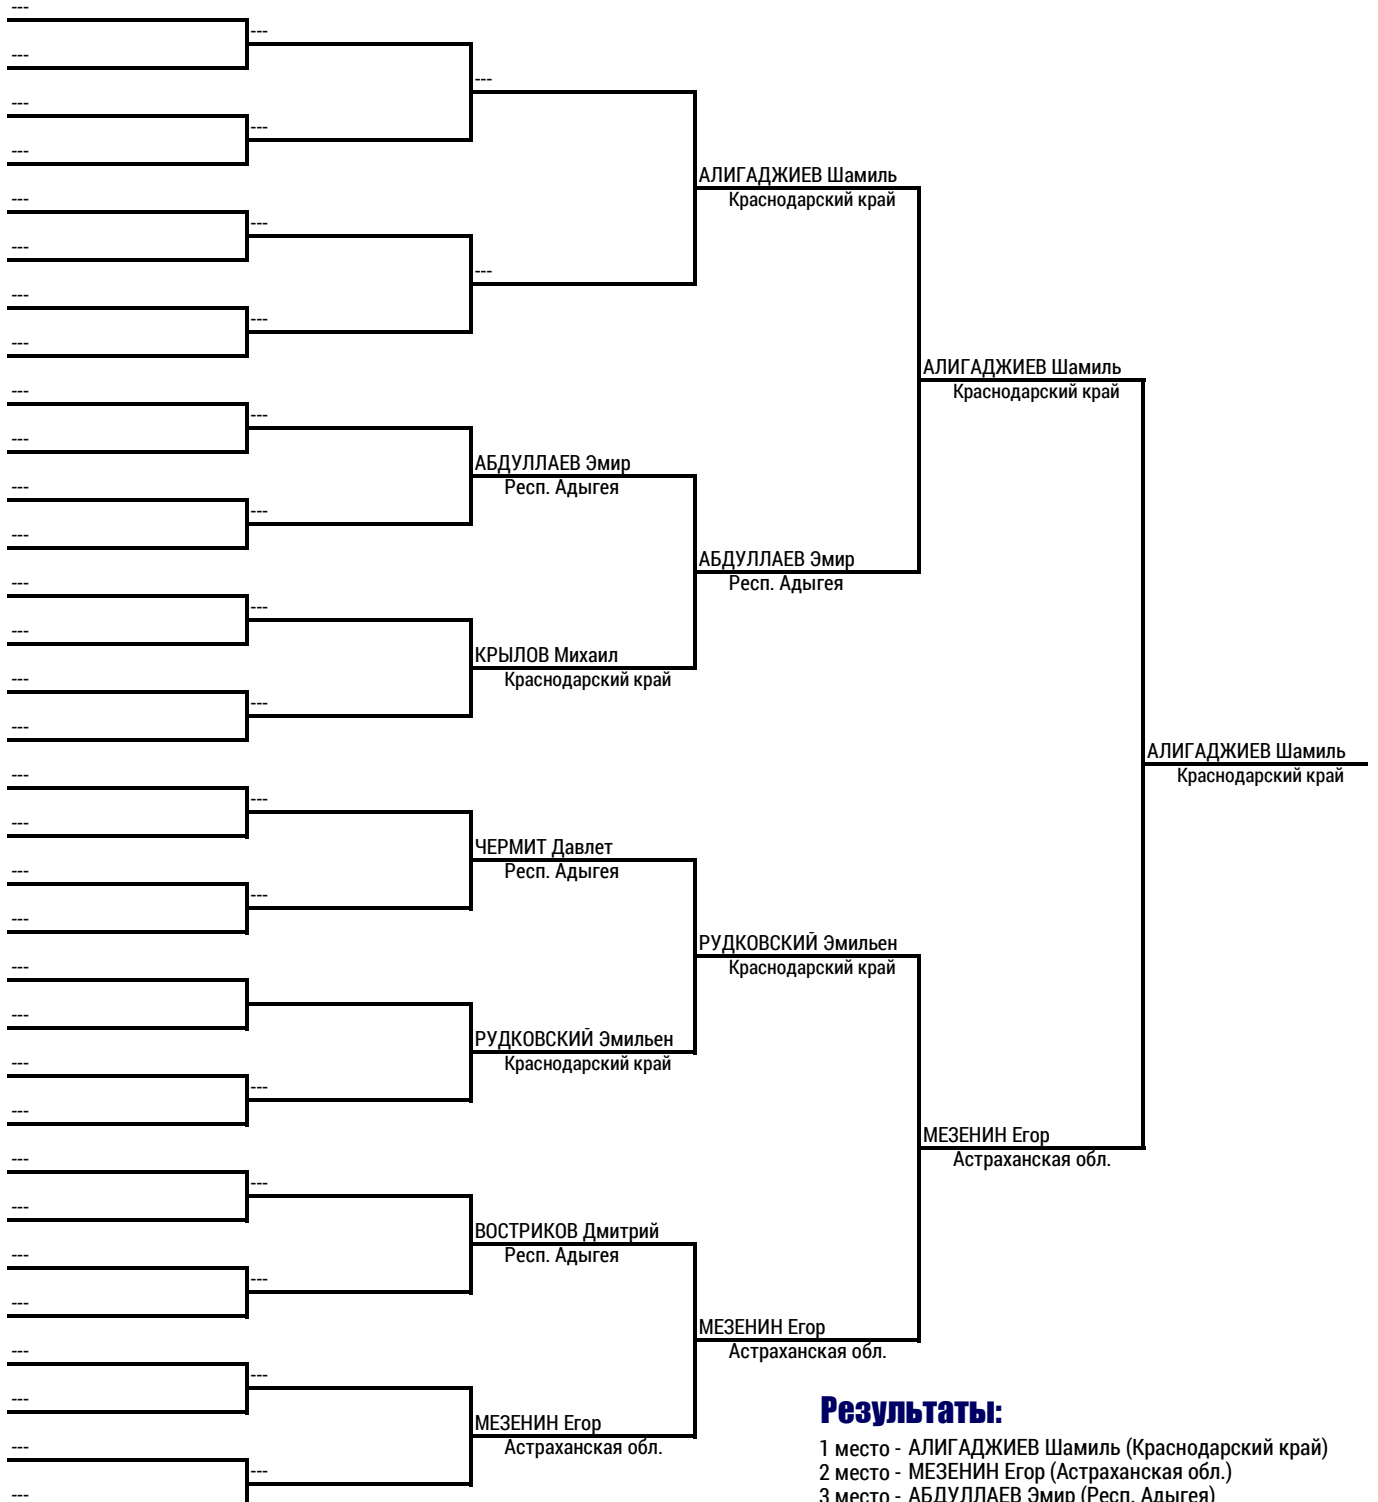 ---
---
---
---
---
---
---
---
---
---
АЛИГАДЖИЕВ Шамиль
Краснодарский край
---
---
---
---
---
---
---
АЛИГАДЖИЕВ Шамиль
Краснодарский край
---
---
---
АБДУЛЛАЕВ Эмир
Респ. Адыгея
---
---
---
АБДУЛЛАЕВ Эмир
Респ. Адыгея
---
---
---
КРЫЛОВ Михаил
Краснодарский край
---
---
---
АЛИГАДЖИЕВ Шамиль
Краснодарский край
---
---
---
ЧЕРМИТ Давлет
Респ. Адыгея
---
---
---
РУДКОВСКИЙ Эмильен
Краснодарский край
---
---
РУДКОВСКИЙ Эмильен
Краснодарский край
---
---
---
МЕЗЕНИН Егор
Астраханская обл.
---
---
---
ВОСТРИКОВ Дмитрий
Респ. Адыгея
---
---
---
МЕЗЕНИН Егор
Астраханская обл.
---
---
---
МЕЗЕНИН Егор
Астраханская обл.
---
---
---
Результаты:
1 место - АЛИГАДЖИЕВ Шамиль (Краснодарский край)
2 место - МЕЗЕНИН Егор (Астраханская обл.)
3 место - АБДУЛЛАЕВ Эмир (Респ. Адыгея)